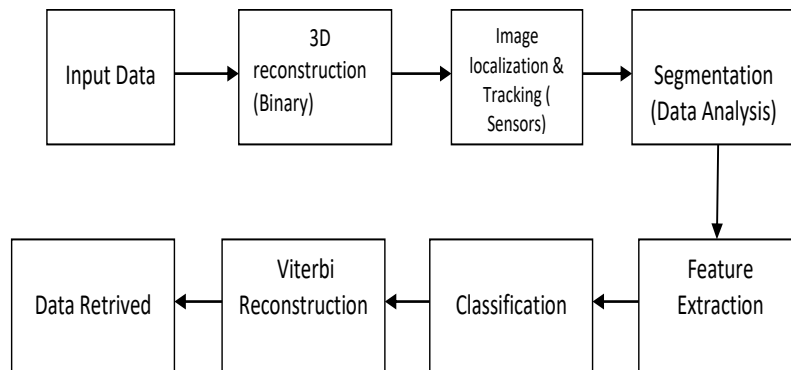 Input Data
3D
reconstruction
(Binary)
Image
localization &
Tracking (
Sensors)
Segmentation
(Data Analysis)
Feature
Extraction
Classification
Viterbi
Reconstruction
Data Retrived